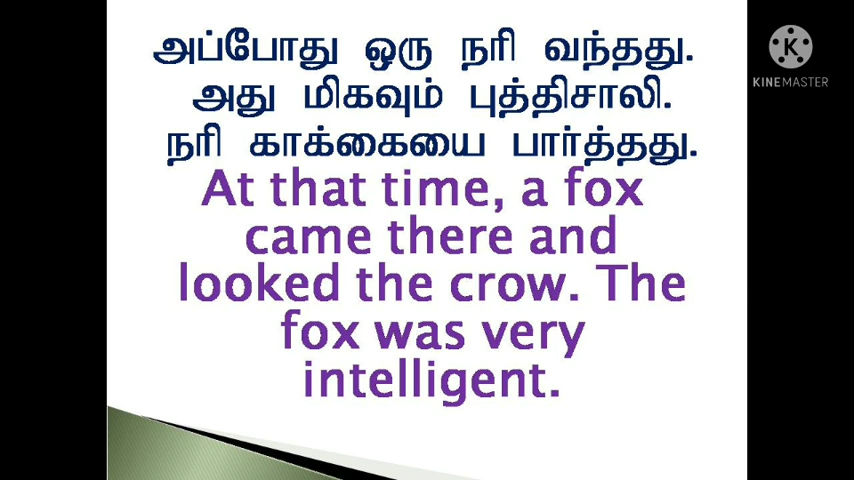 அப்போது ஒரு நரி வந்தது.
அது மிகவும் புத்திசாலி.
நரி காக்கையை பார்த்தது.
At that time, a fox
came there and
looked the crow. The
fox was very
intelligent.
K
KINEMASTER